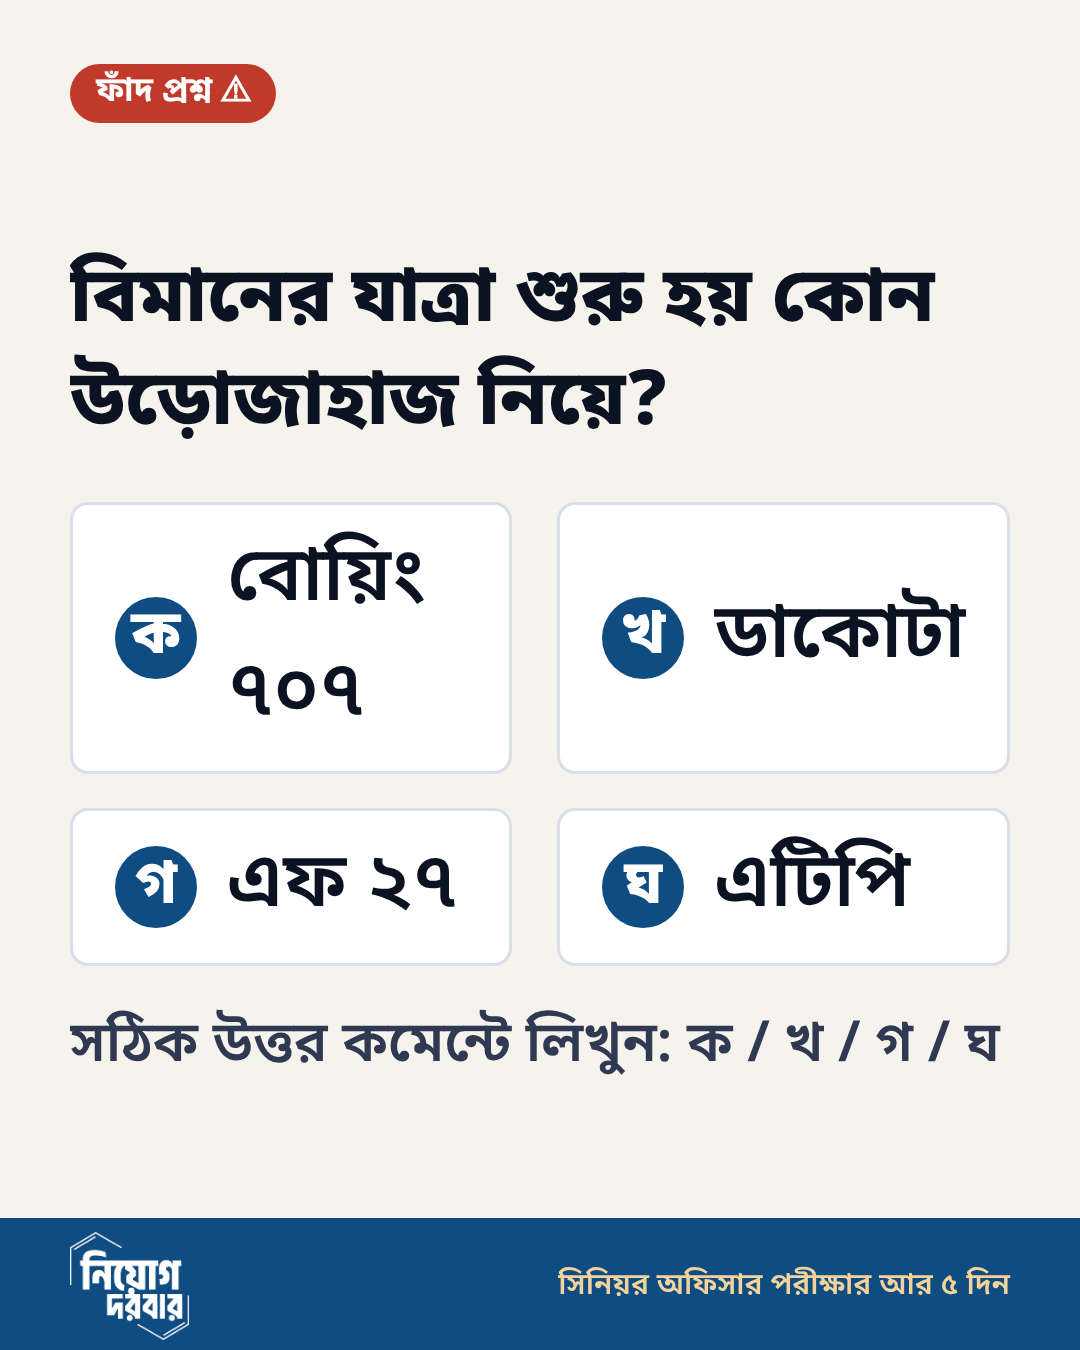 ফাঁদ প্রশ্ন ⚠
বিমানের যাত্রা শুরু হয় কোন
উড়োজাহাজ নিয়ে?
ক বোয়িং
৭০৭
খ ডাকোটা
গ এফ ২৭
ঘ এটিপি
সঠিক উত্তর কমেন্টে লিখুন: ক / খ / গ / ঘ
নিয়োগ
দরবার
সিনিয়র অফিসার পরীক্ষার আর ৫ দিন